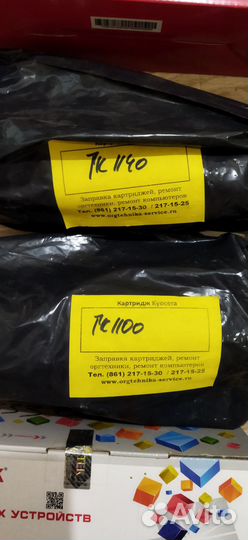 TK 1140
Заправка картриджей, ремонт
оргтехники, ремонт компьютеров
Тел. (861) 217-15-30 / 217-15-25
www.orgtehnika-service.ru
Картридж Kyocera
TK 1100
Заправка картриджей, ремонт
оргтехники, ремонт компьютеров
Тел. (861) 217-15-30 / 217-15-25
www.orgtehnika-service.ru
Х УСТРОЙСТВ
Avito